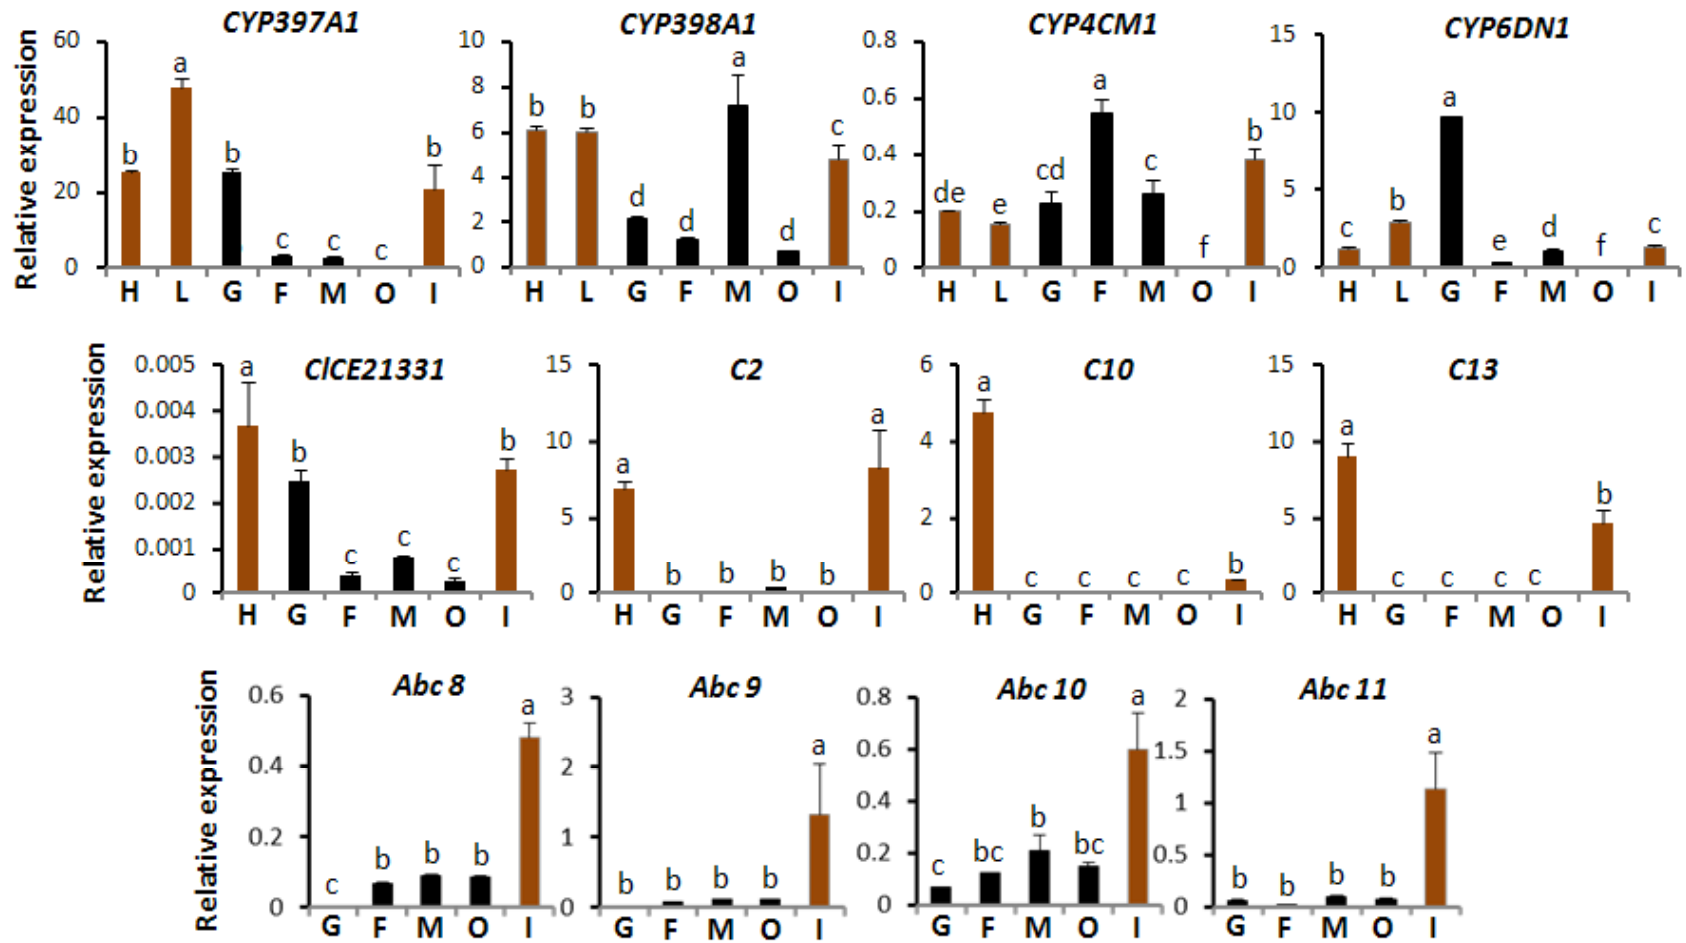 CYP397A1
Relative expression
60
40
20
0
b
a
b
c
c
c
b
H L G F M O I
CYP398A1
10
8
6
4
2
0
b
b
d
d
a
d
c
H L G F M O I
CYP4CM1
0.8
0.6
0.4
0.2
0
de
e
cd
a
c
f
b
H L G F M O I
CYP6DN1
15
10
5
0
c
b
a
e
d
f
c
H L G F M O I
ClCE21331
Relative expression
0.005
0.004
0.003
0.002
0.001
0
a
b
c
c
c
b
H G F M O I
C2
15
10
5
0
a
b
b
b
b
a
H G F M O I
C10
6
4
2
0
a
c
c
c
c
b
H G F M O I
C13
15
10
5
0
a
c
c
c
c
b
H G F M O I
Abc 8
Relative expression
0.6
0.4
0.2
0
c
b
b
b
a
G F M O I
Abc 9
3
2
1
0
b
b
b
b
a
G F M O I
Abc 10
0.8
0.6
0.4
0.2
0
c
bc
b
bc
a
G F M O I
Abc 11
2
1.5
1
0.5
0
b
b
b
b
a
G F M O I